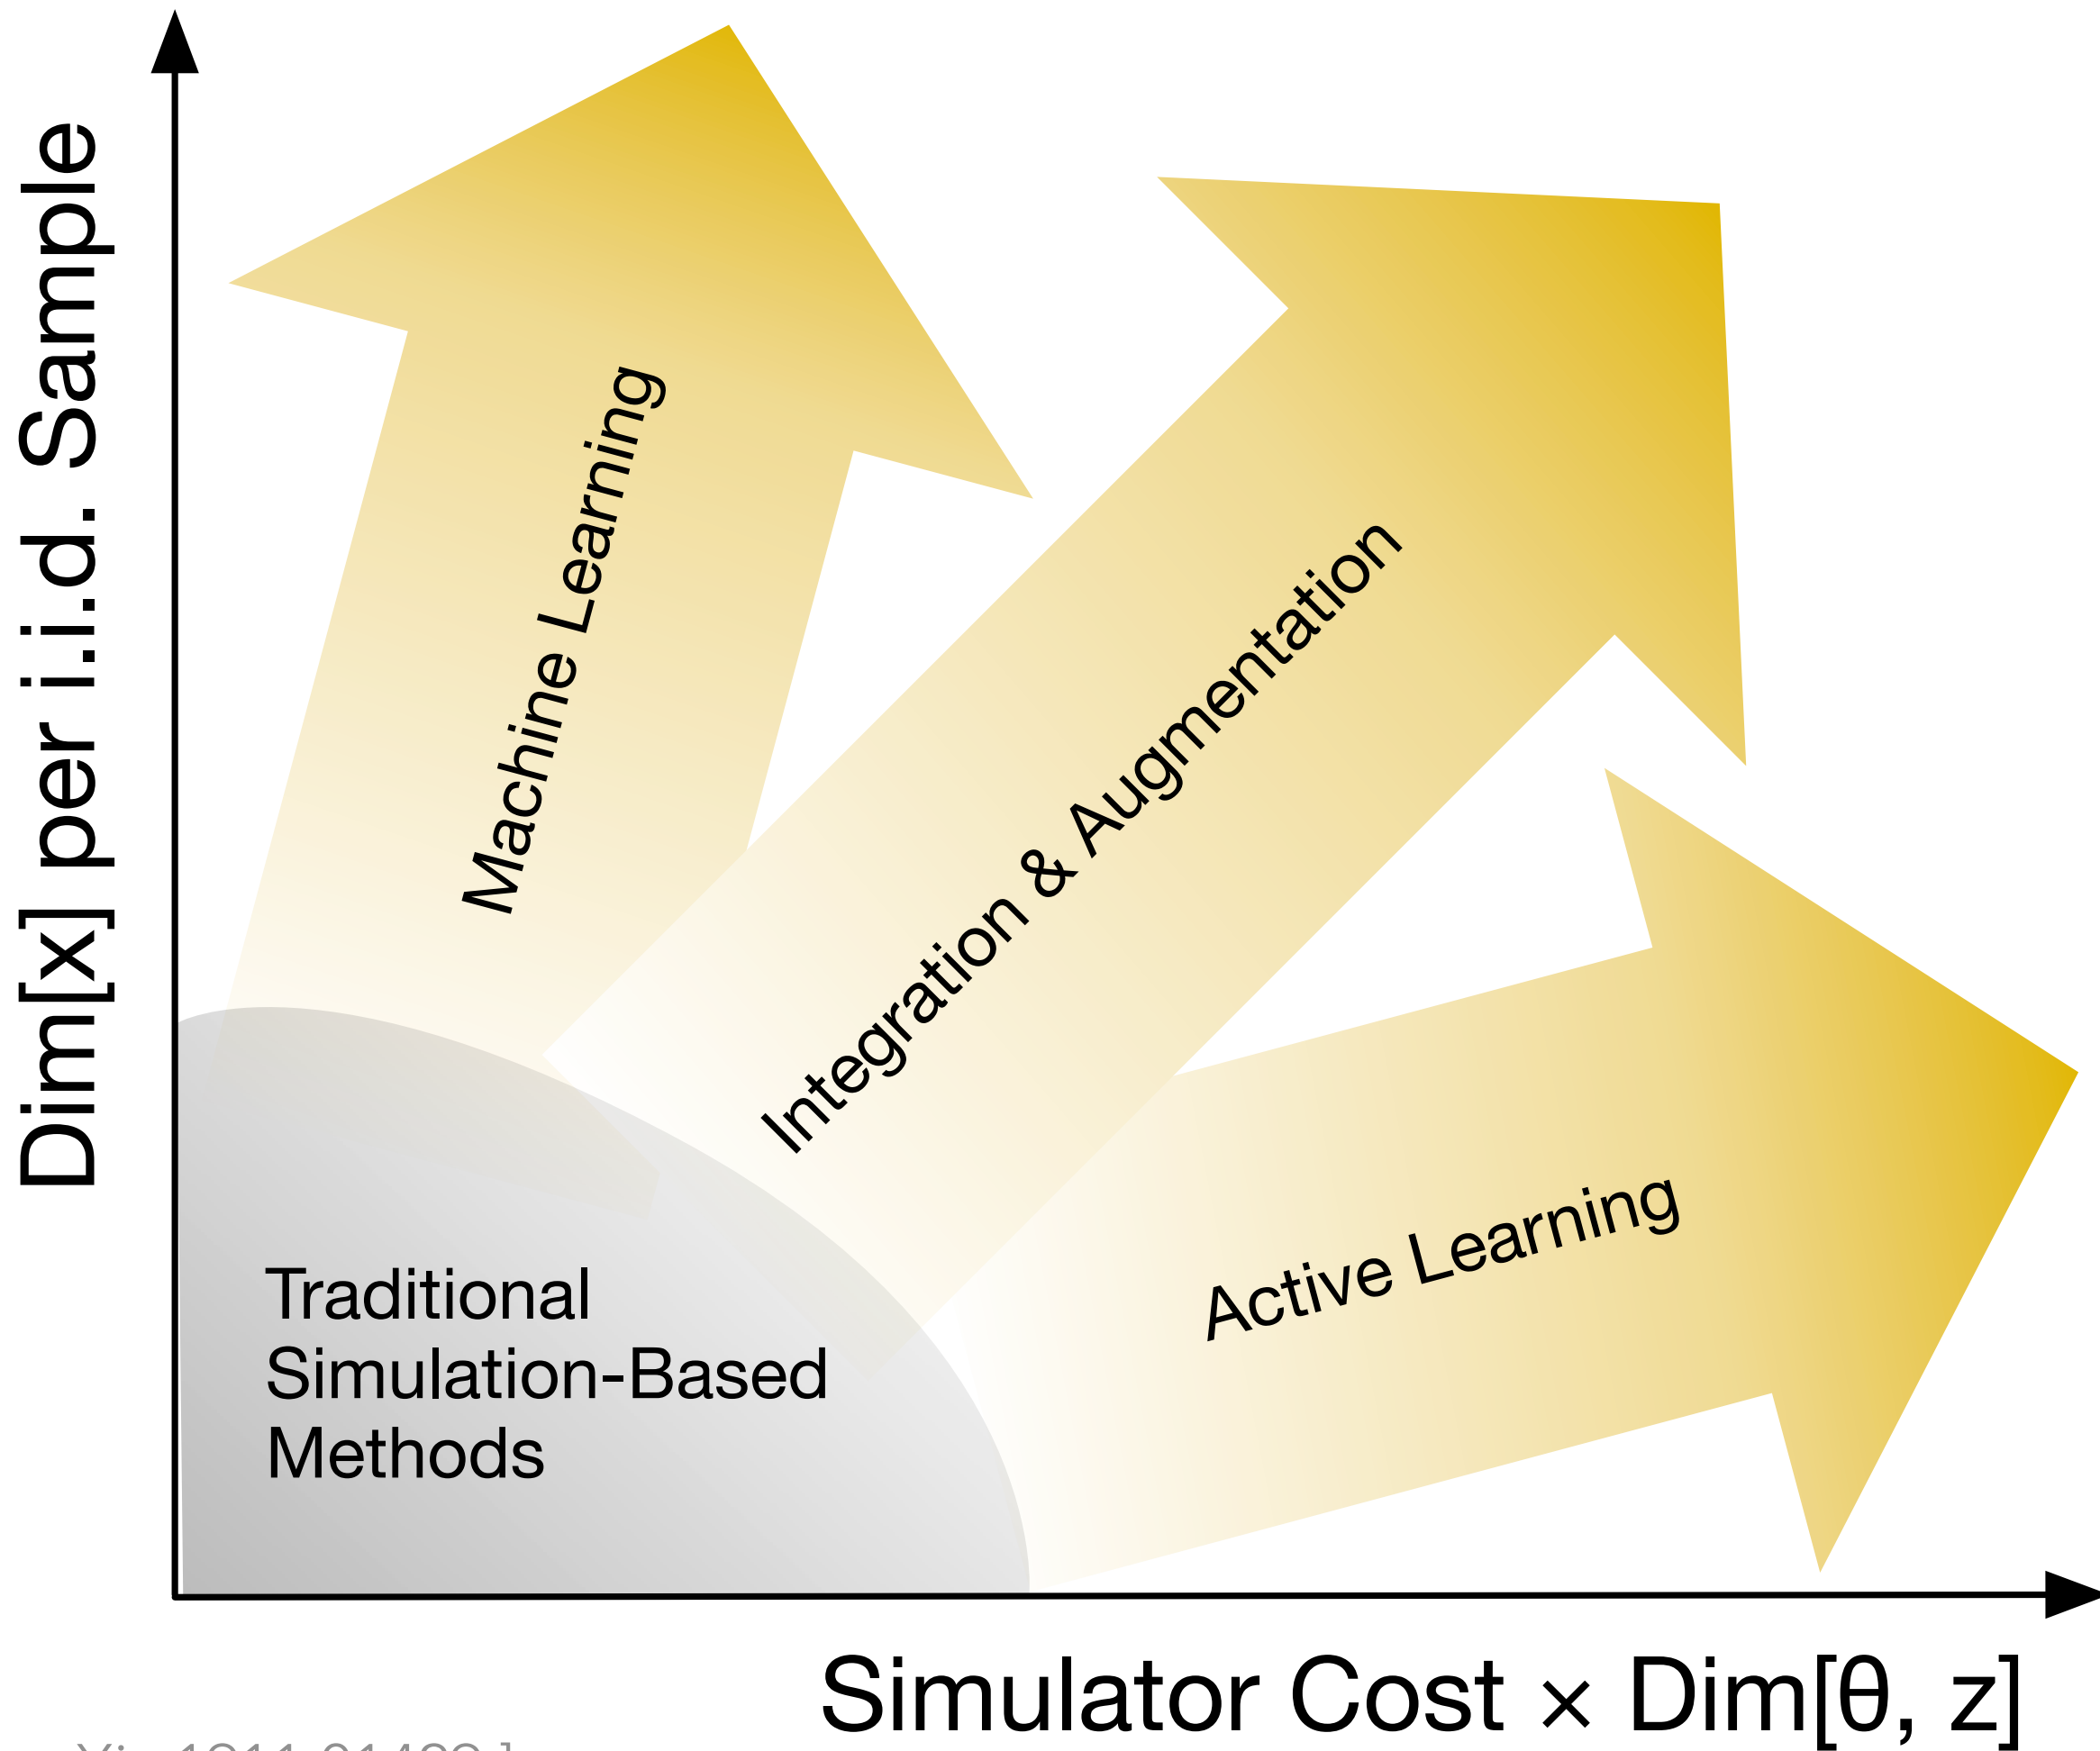 Dim[x] per i.i.d. Sample
Machine Learning
Integration & Augmentation
Active Learning
Traditional
Simulation-Based
Methods
Simulator Cost × Dim[θ, z]